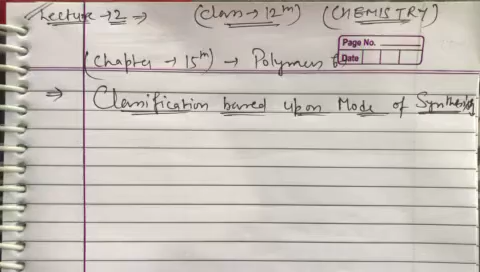 Lecture → 2 ⇒ (Class → 12th) (CHEMISTRY)
Page No.
(Chapter → 15th) → Polymers
Date
⇒ Classification based upon Mode of Synthesis